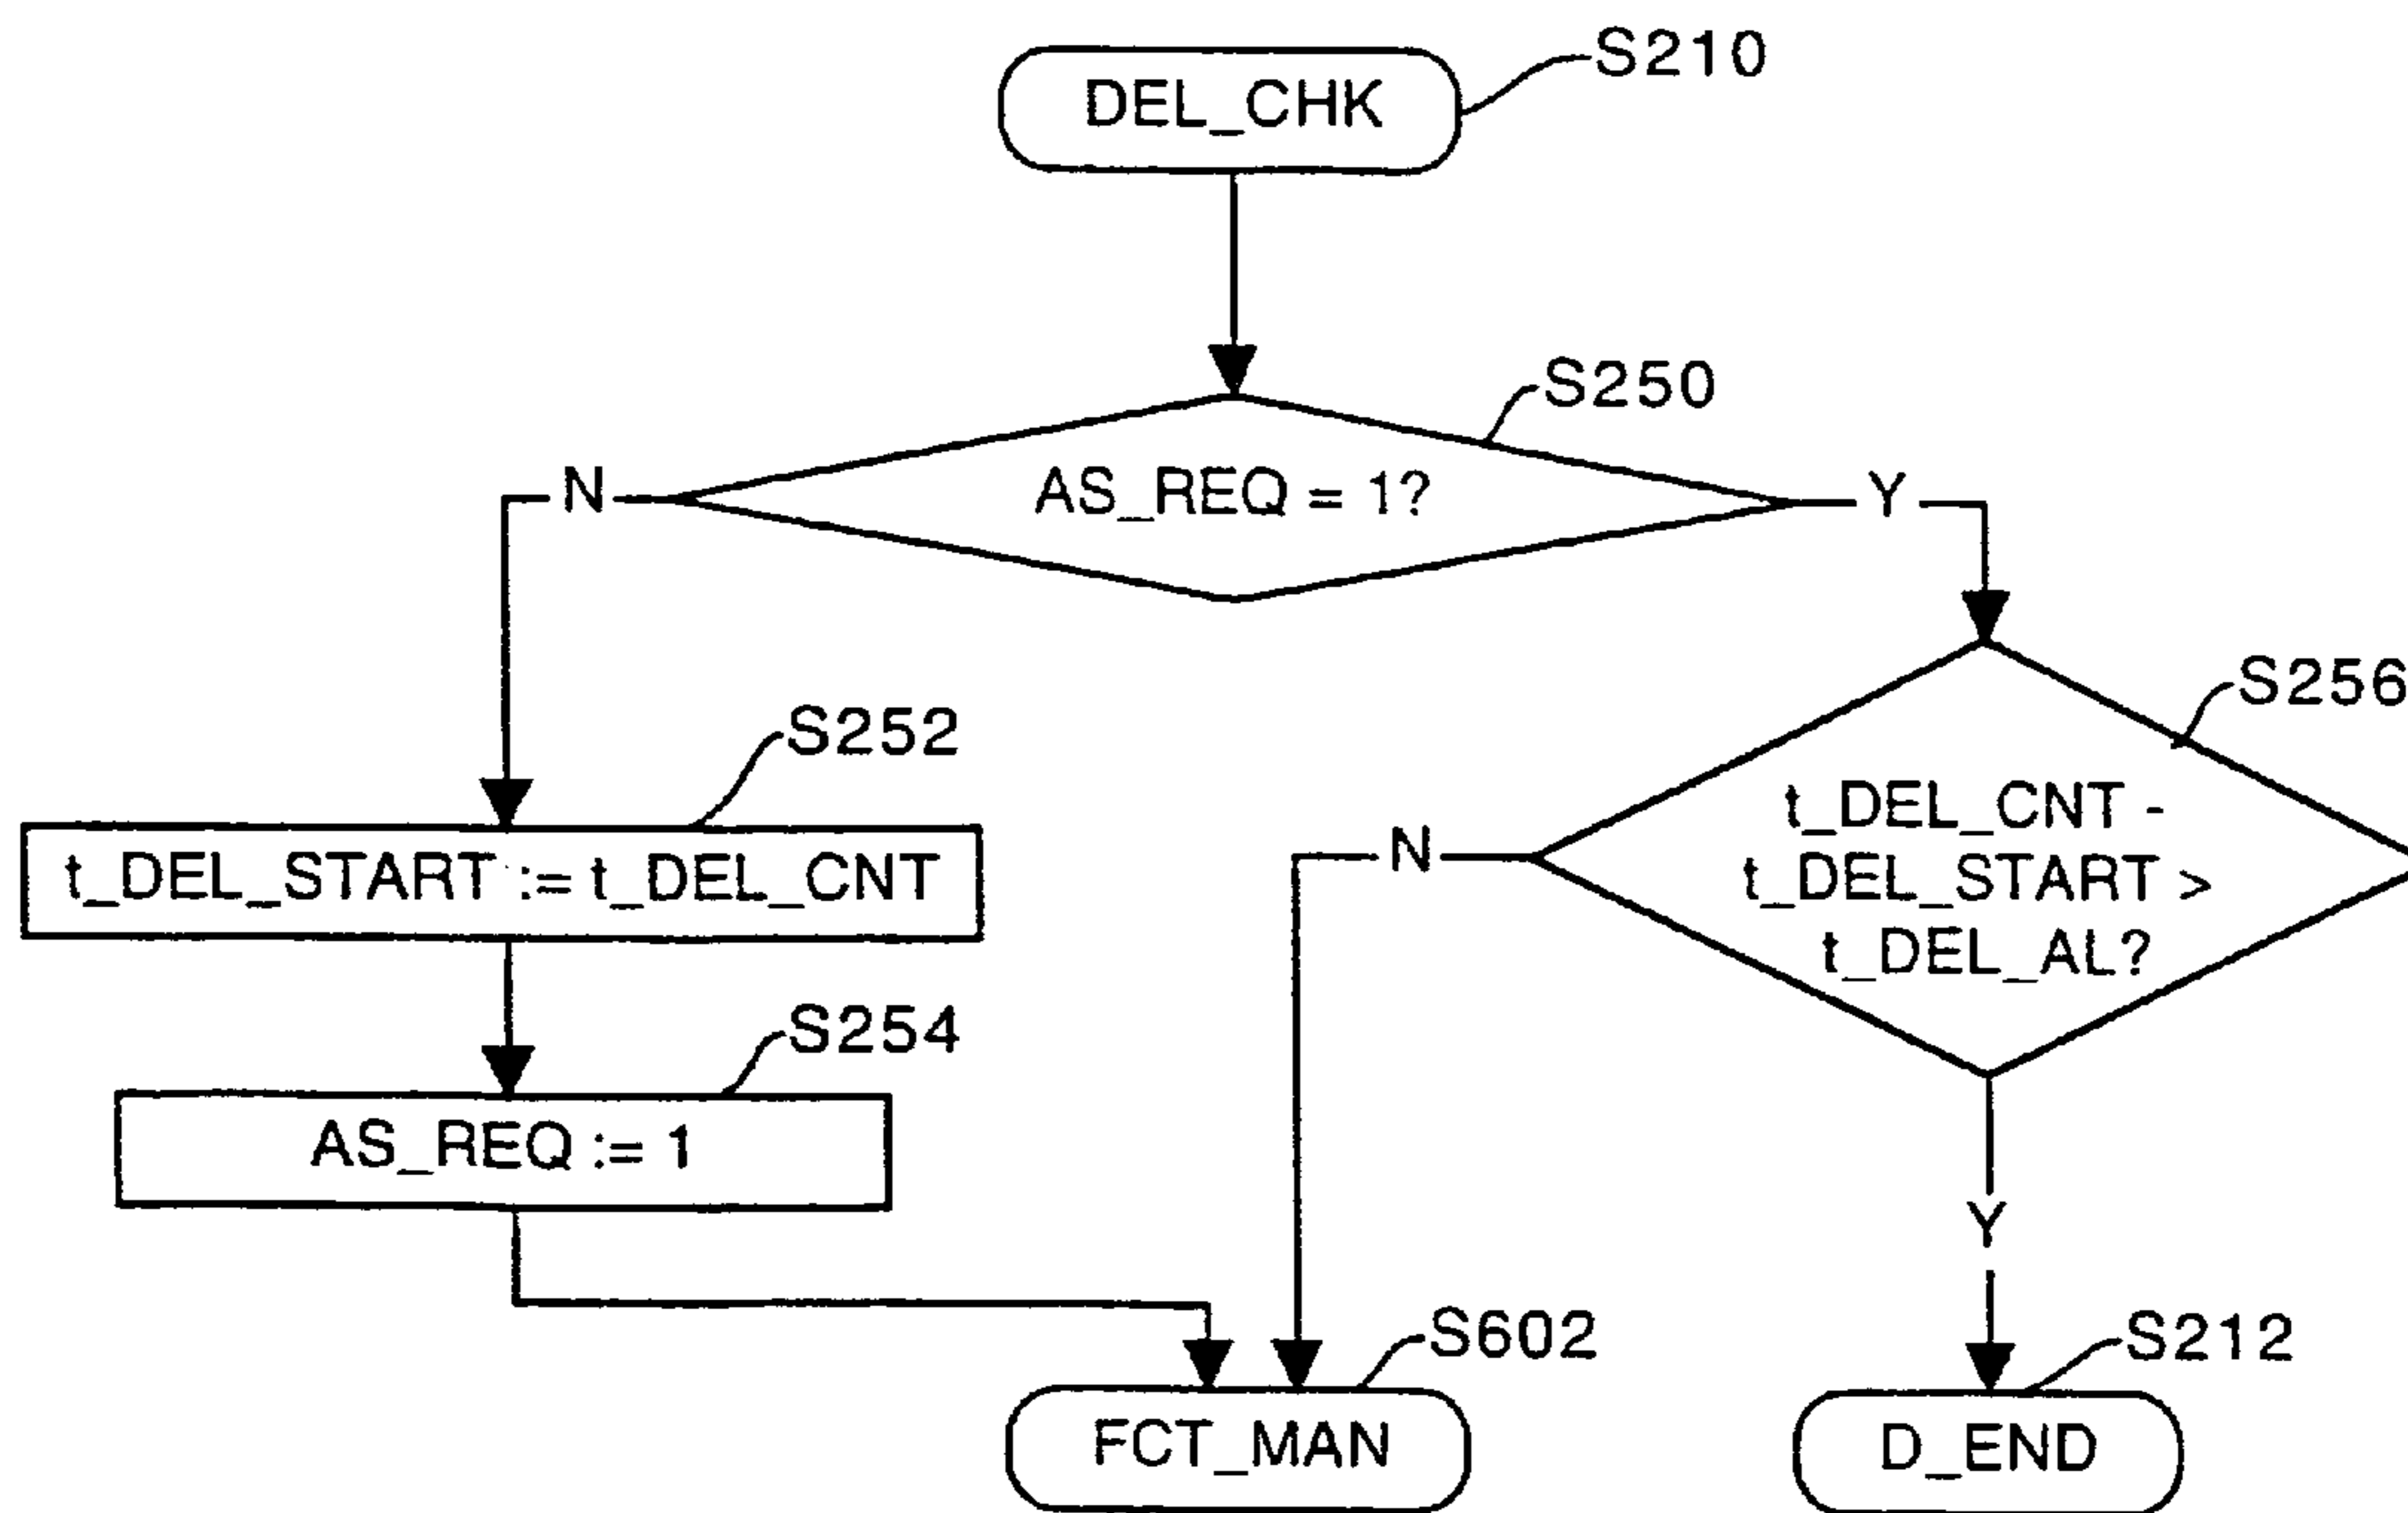 DEL_CHK
S210
S250
AS_REQ = 1?
N
Y
S256
S252
t_DEL_CNT -
t_DEL_START >
t_DEL_AL?
N
t_DEL_START := t_DEL_CNT
S254
AS_REQ := 1
Y
S602
S212
FCT_MAN
D_END